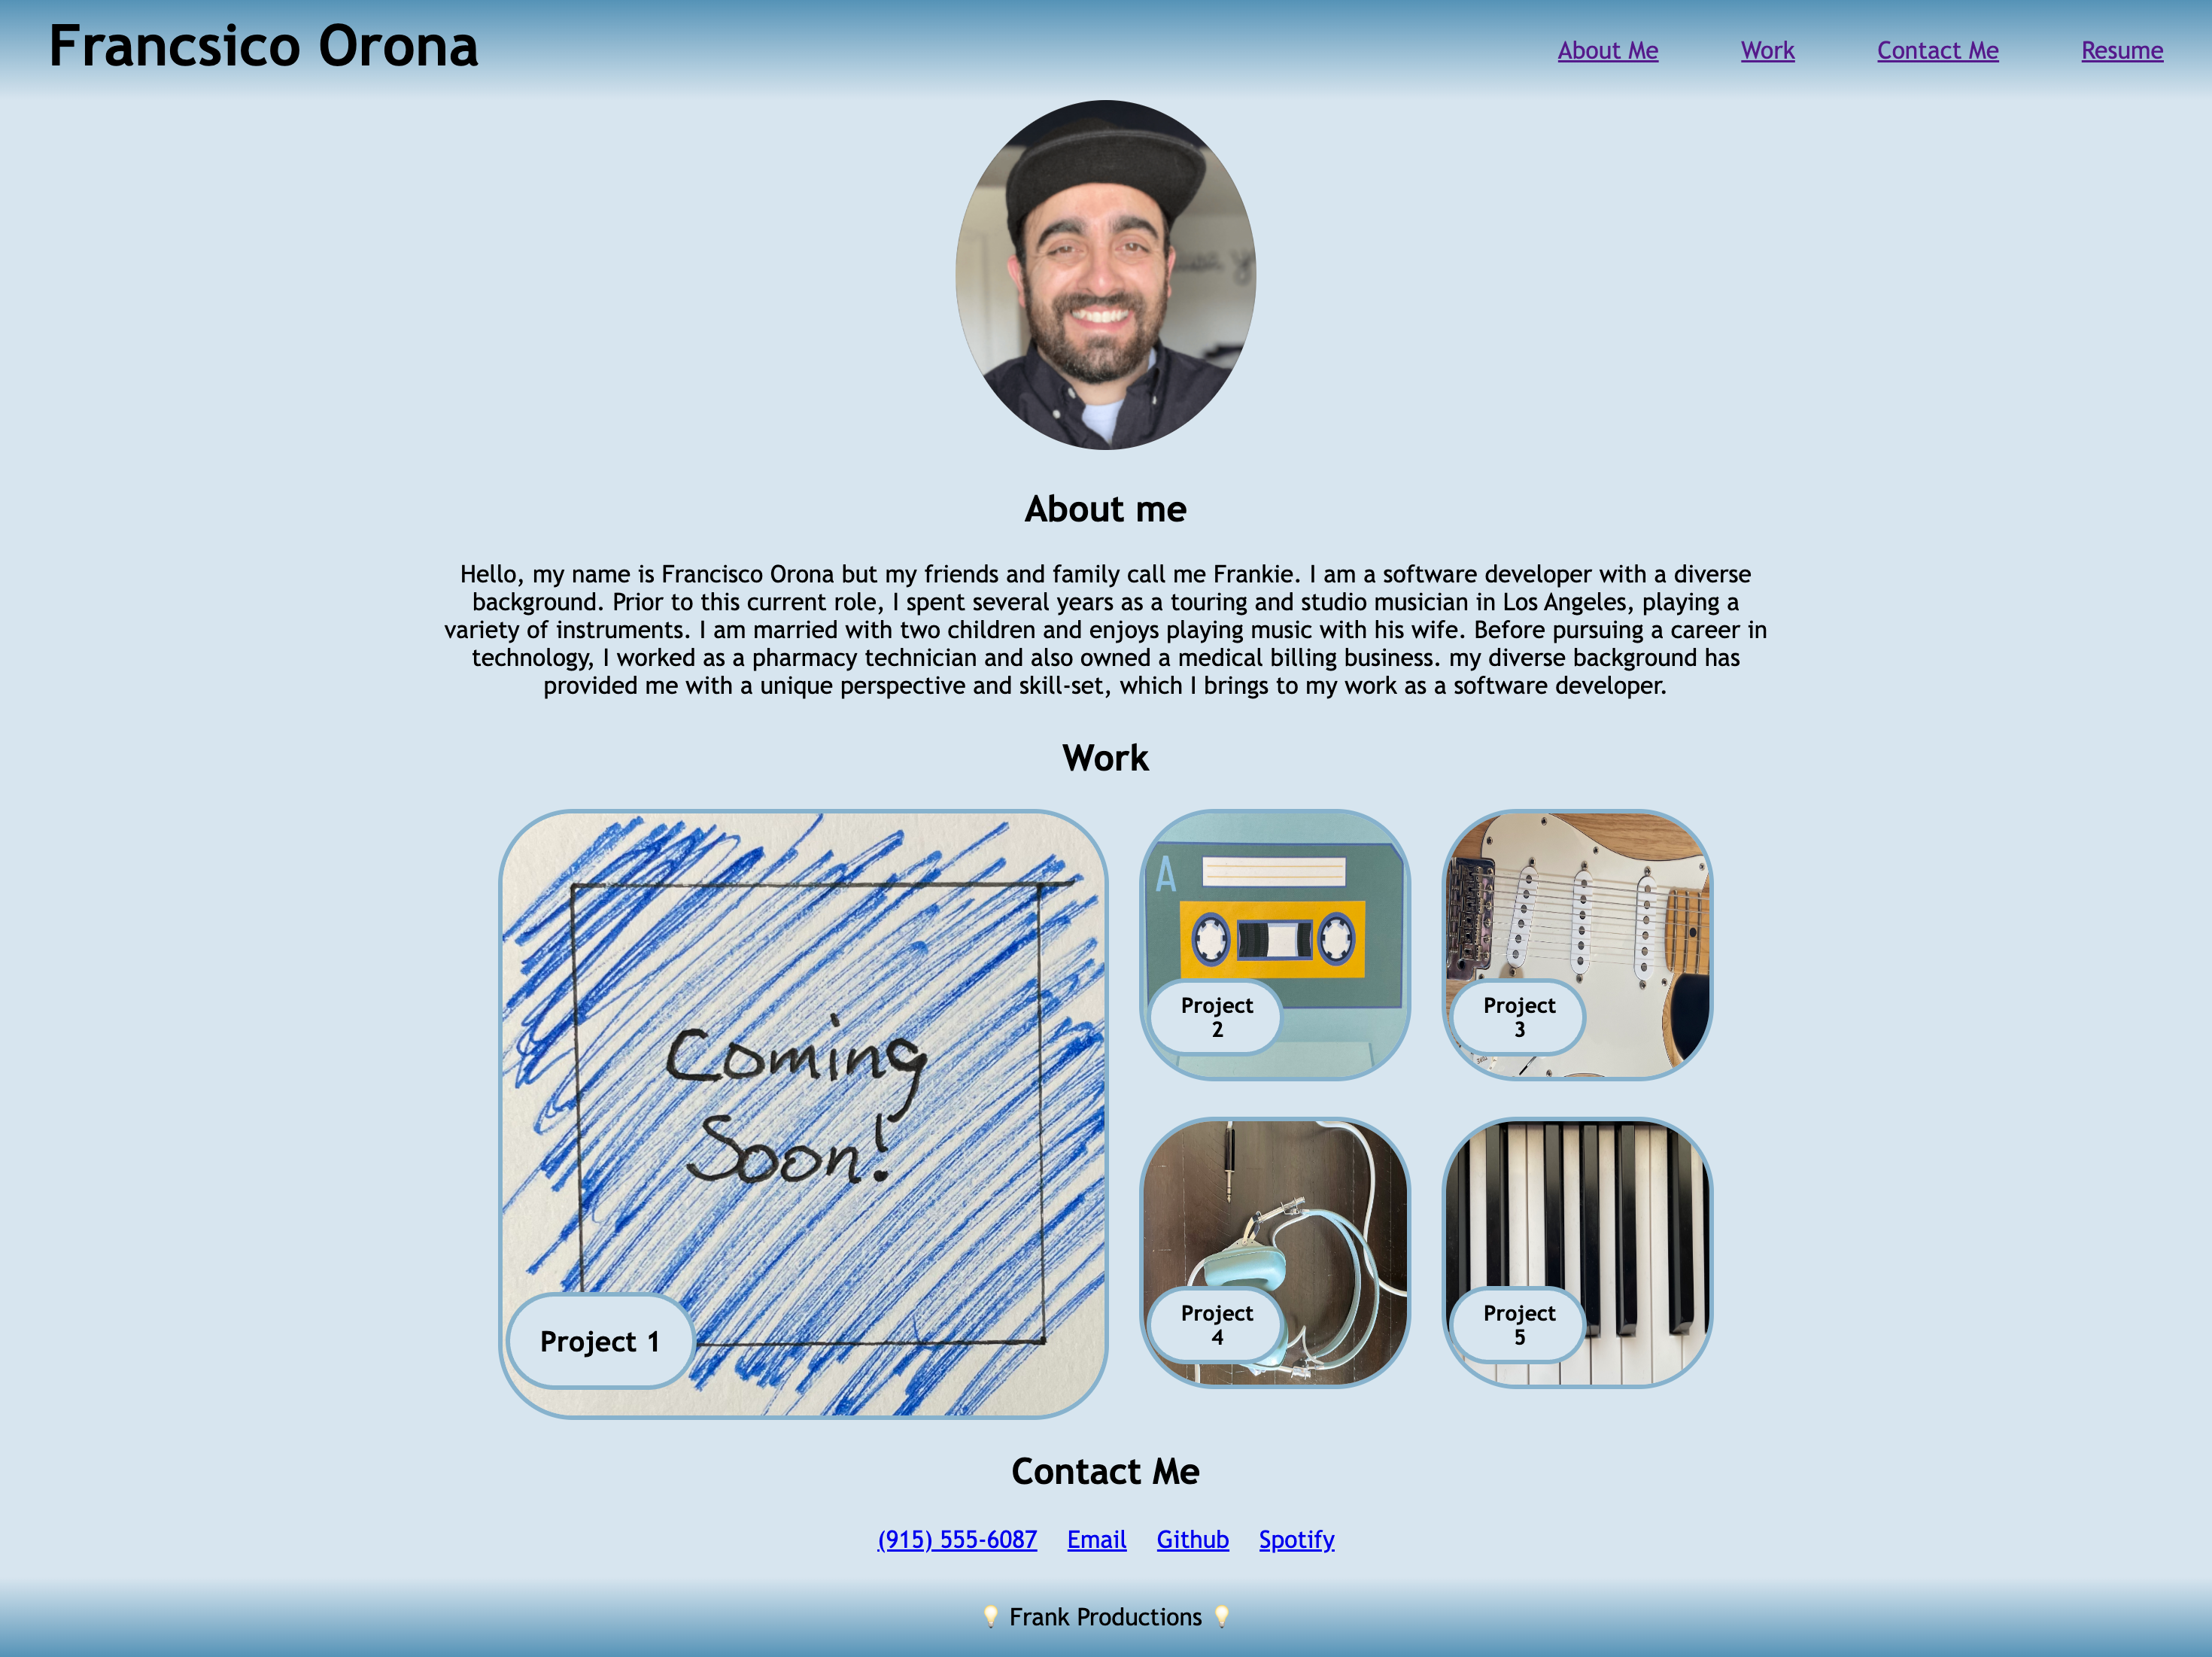 Francsico Orona
About Me Work Contact Me Resume
About me
Hello, my name is Francisco Orona but my friends and family call me Frankie. I am a software developer with a diverse
background. Prior to this current role, I spent several years as a touring and studio musician in Los Angeles, playing a
variety of instruments. I am married with two children and enjoys playing music with his wife. Before pursuing a career in
technology, I worked as a pharmacy technician and also owned a medical billing business. my diverse background has
provided me with a unique perspective and skill-set, which I brings to my work as a software developer.
Work
Coming
Soon!
Project 1
A
Project
2
Project
3
Project
4
Project
5
Contact Me
(915) 555-6087 Email Github Spotify
💡 Frank Productions 💡